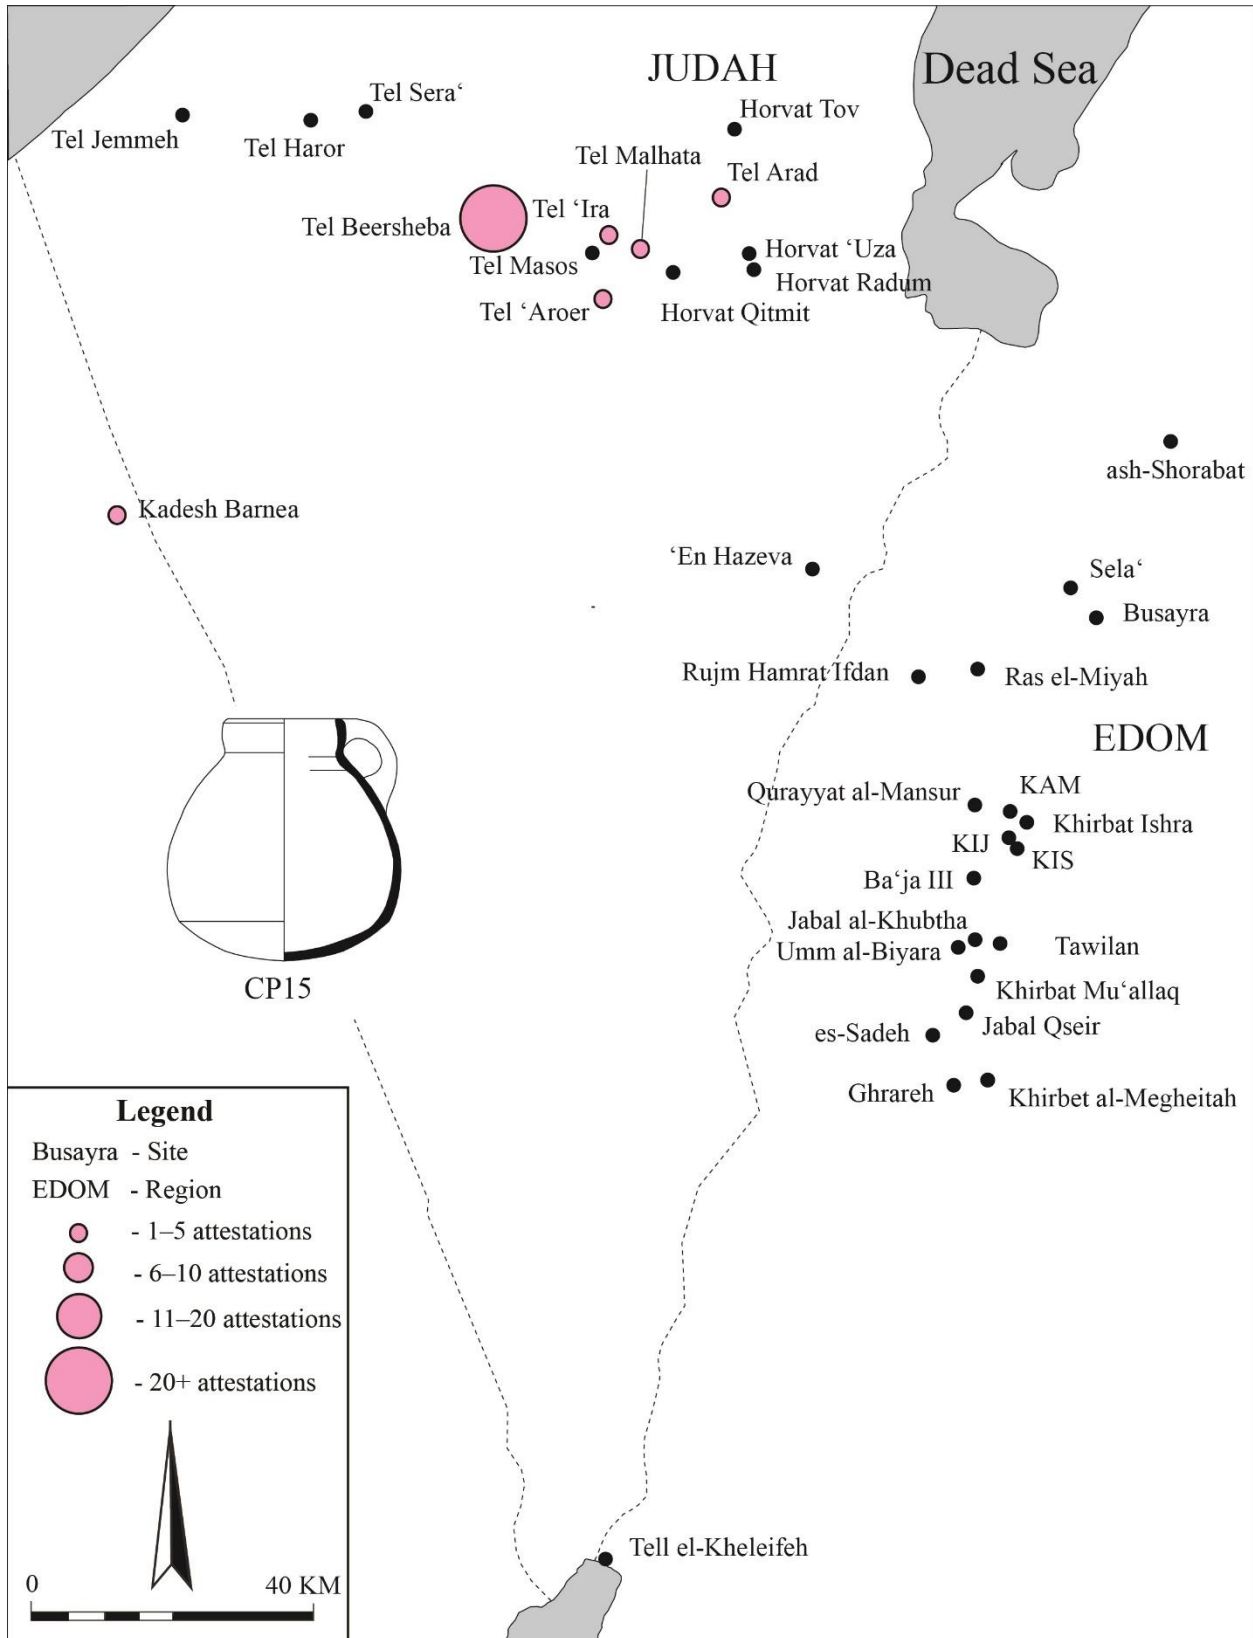 JUDAH
Dead Sea
Tel Sera‘
Tel Jemmeh
Tel Haror
Horvat Tov
Tel Malhata
Tel Arad
Tel ‘Ira
Tel Beersheba
Tel Masos
Horvat ‘Uza
Horvat Radum
Tel ‘Aroer
Horvat Qitmit
ash-Shorabat
Kadesh Barnea
‘En Hazeva
Sela‘
Busayra
Rujm Hamrat Ifdan
Ras el-Miyah
EDOM
Qurayyat al-Mansur
KAM
Khirbat Ishra
KIJ
KIS
Ba‘ja III
Jabal al-Khubtha
Umm al-Biyara
Tawilan
Khirbat Mu‘allaq
Jabal Qseir
es-Sadeh
Ghrareh
Khirbet al-Megheitah
CP15
Legend
Busayra - Site
EDOM - Region
- 1–5 attestations
- 6–10 attestations
- 11–20 attestations
- 20+ attestations
0 40 KM
Tell el-Kheleifeh